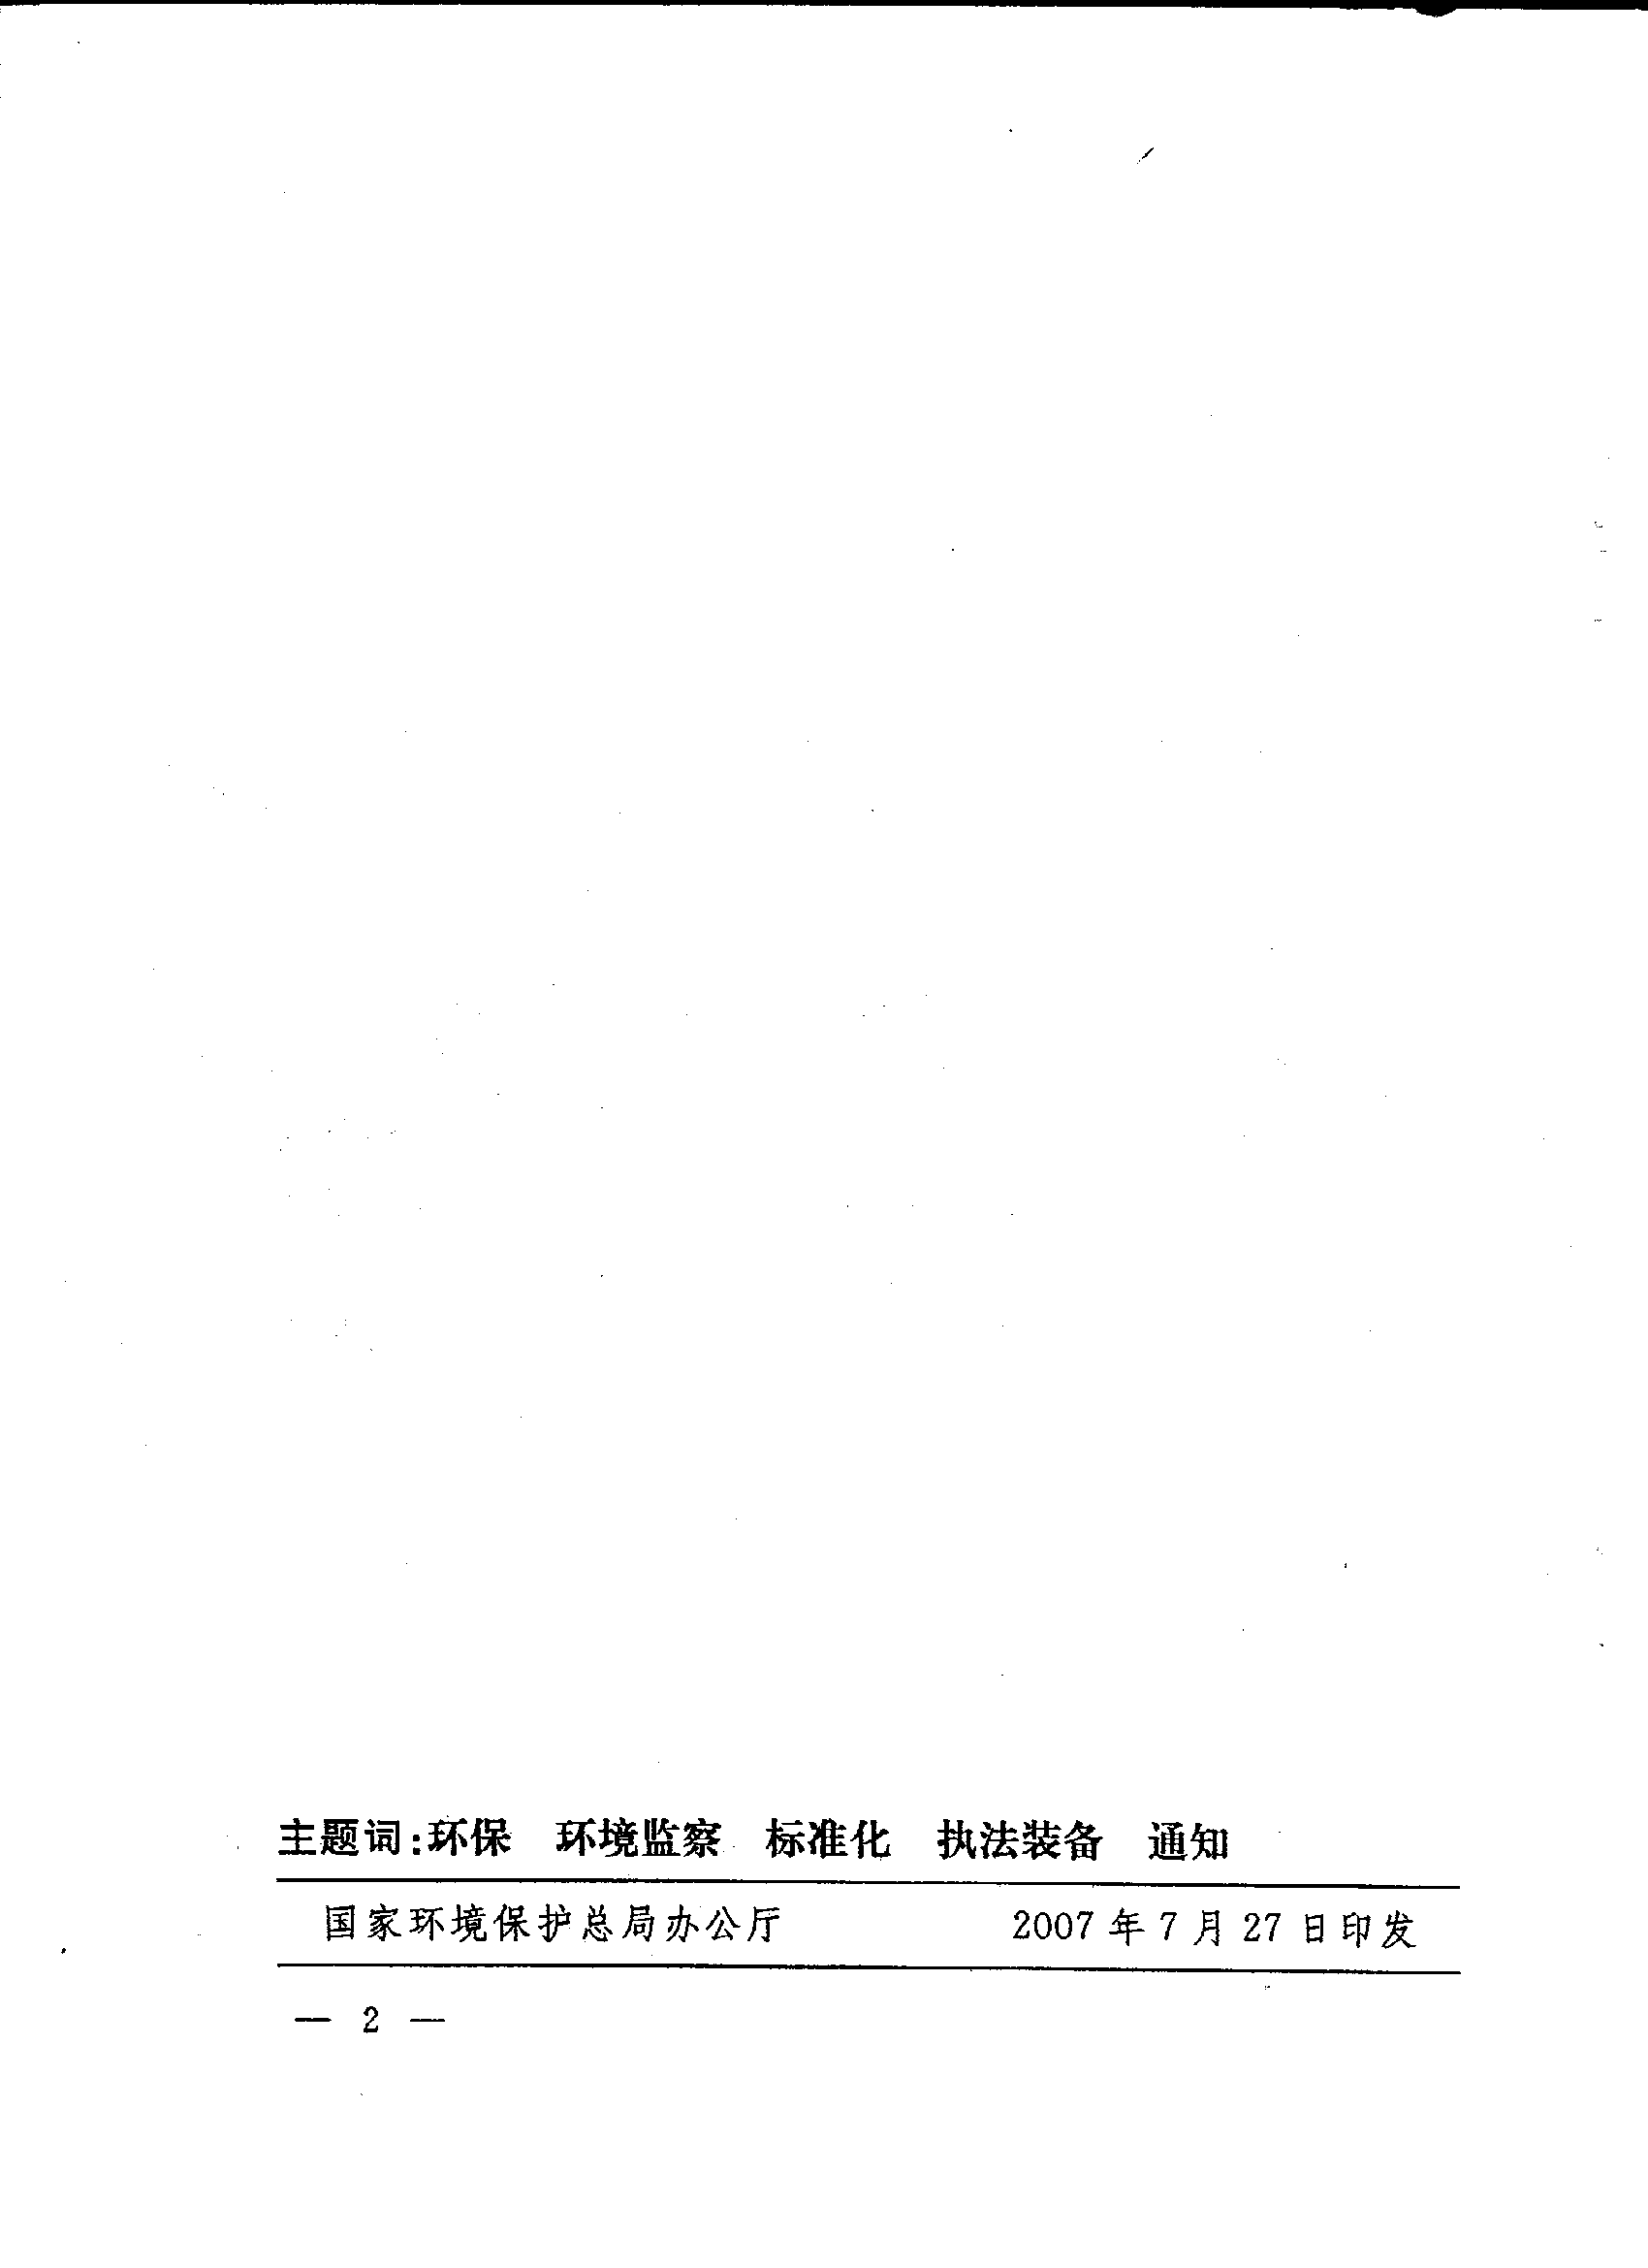 主题词:环保　环境监察　标准化　执法装备　通知
国家环境保护总局办公厅　2007年7月27日印发
— 2 —